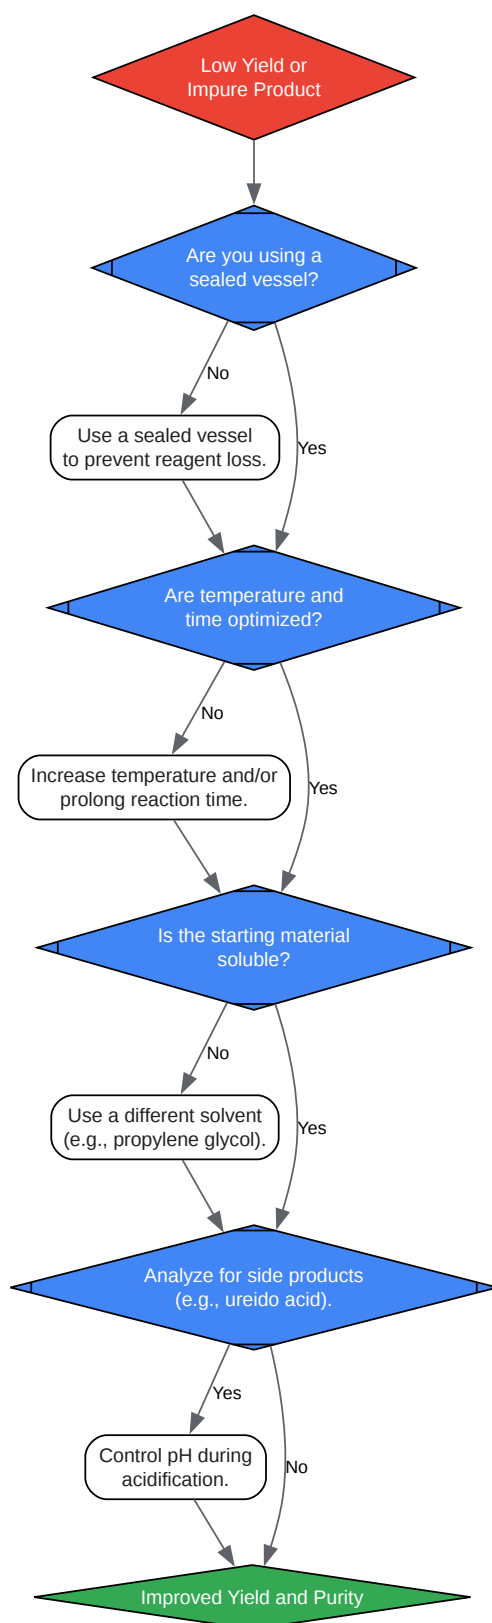 Low Yield or
Impure Product
Are you using a
sealed vessel?
No
Use a sealed vessel
to prevent reagent loss.
Yes
Are temperature and
time optimized?
No
Increase temperature and/or
prolong reaction time.
Yes
Is the starting material
soluble?
No
Use a different solvent
(e.g., propylene glycol).
Yes
Analyze for side products
(e.g., ureido acid).
Yes
Control pH during
acidification.
No
Improved Yield and Purity